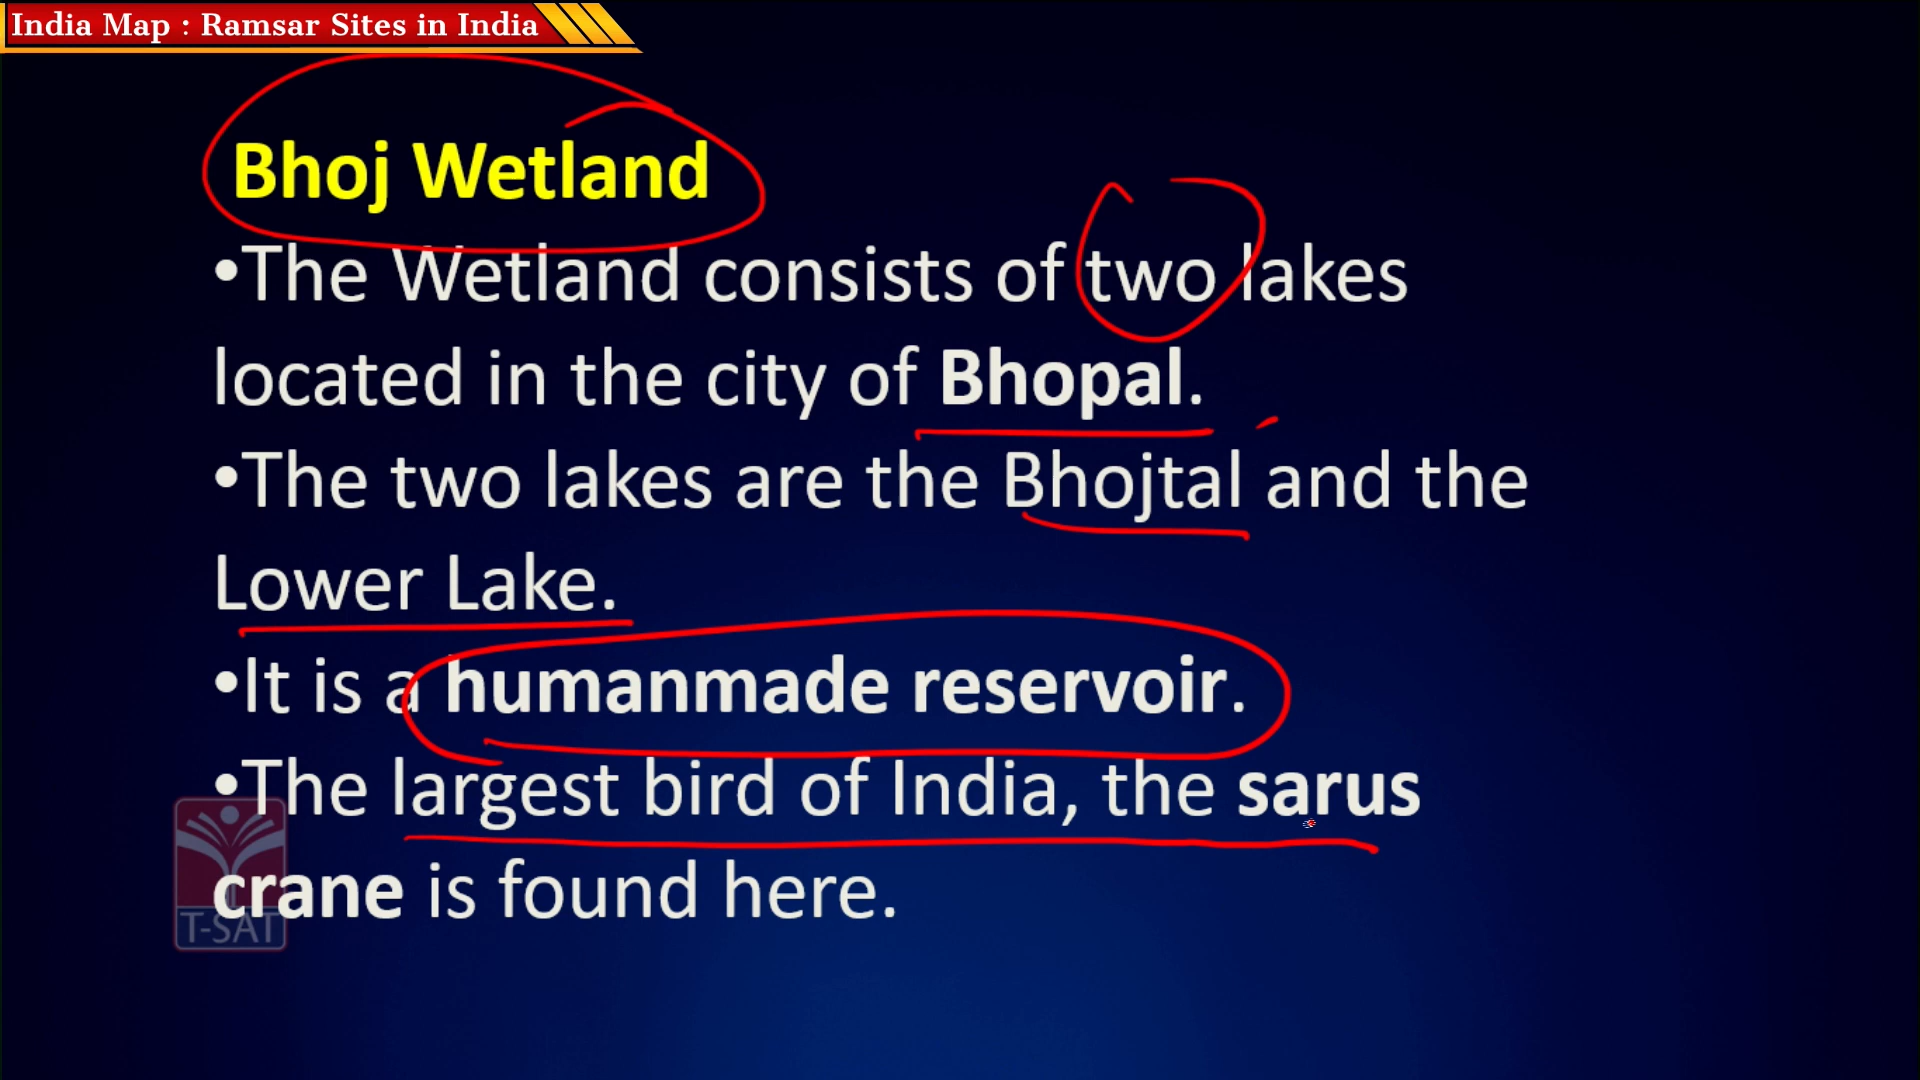 India Map : Ramsar Sites in India
Bhoj Wetland
•The Wetland consists of two lakes
located in the city of Bhopal.
•The two lakes are the Bhojtal and the
Lower Lake.
•It is a humanmade reservoir.
•The largest bird of India, the sarus
crane is found here.
T-SAT